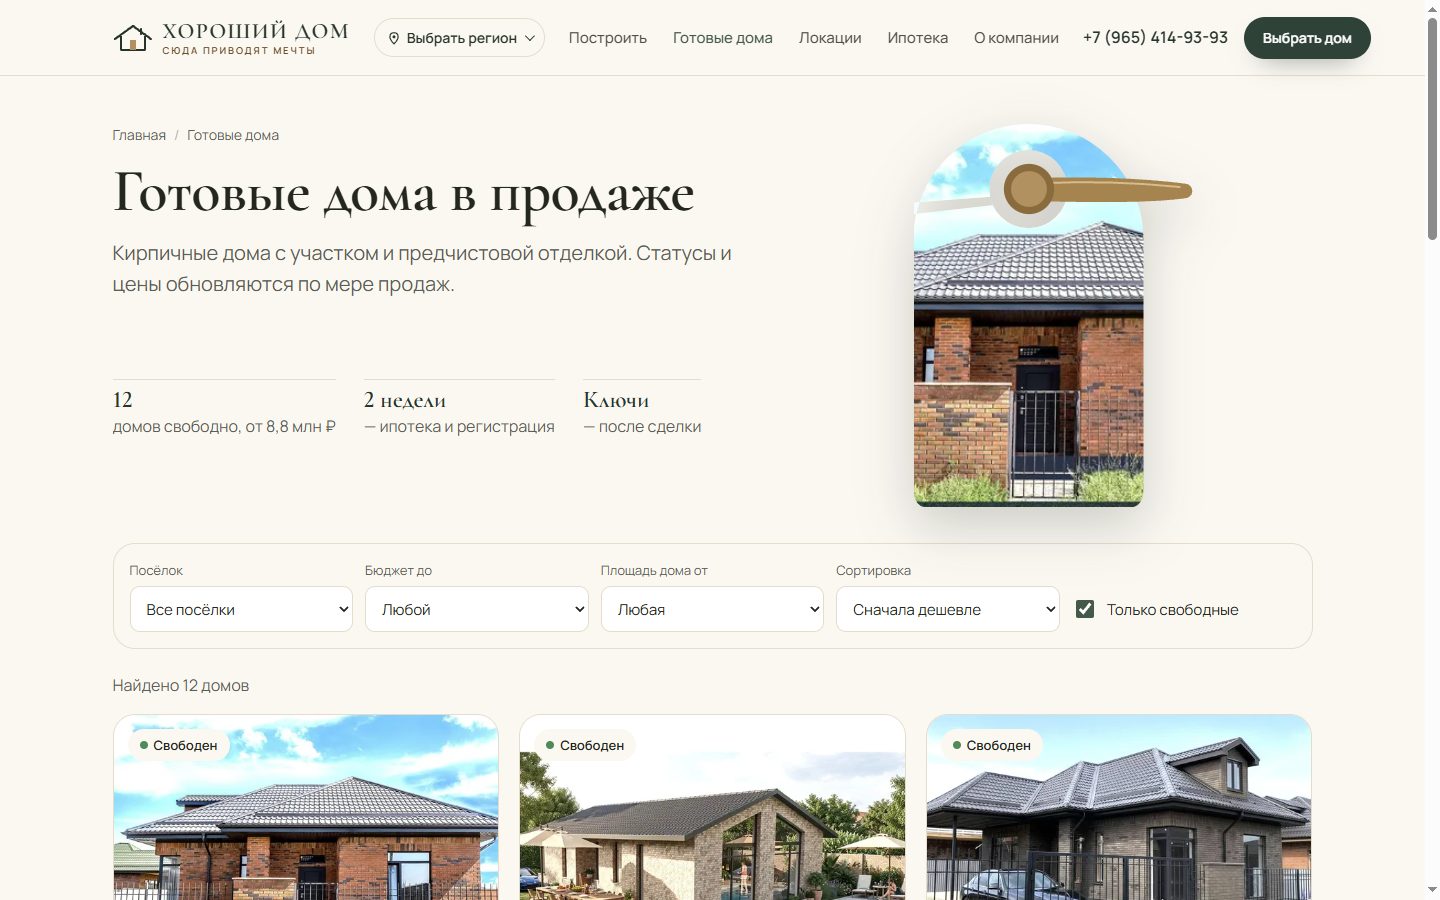 ХОРОШИЙ ДОМ
СЮДА ПРИВОДЯТ МЕЧТЫ
Выбрать регион
Построить
Готовые дома
Локации
Ипотека
О компании
+7 (965) 414-93-93
Выбрать дом
Главная / Готовые дома
Готовые дома в продаже
Кирпичные дома с участком и предчистовой отделкой. Статусы и
цены обновляются по мере продаж.
12
домов свободно, от 8,8 млн ₽
2 недели
— ипотека и регистрация
Ключи
— после сделки
Посёлок
Все посёлки
Бюджет до
Любой
Площадь дома от
Любая
Сортировка
Сначала дешевле
Только свободные
Найдено 12 домов
Свободен
Свободен
Свободен